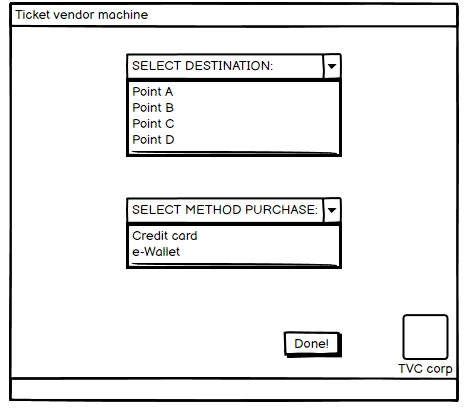 Ticket vendor machine
SELECT DESTINATION:
Point A
Point B
Point C
Point D
SELECT METHOD PURCHASE:
Credit card
e-Wallet
Done!
TVC corp